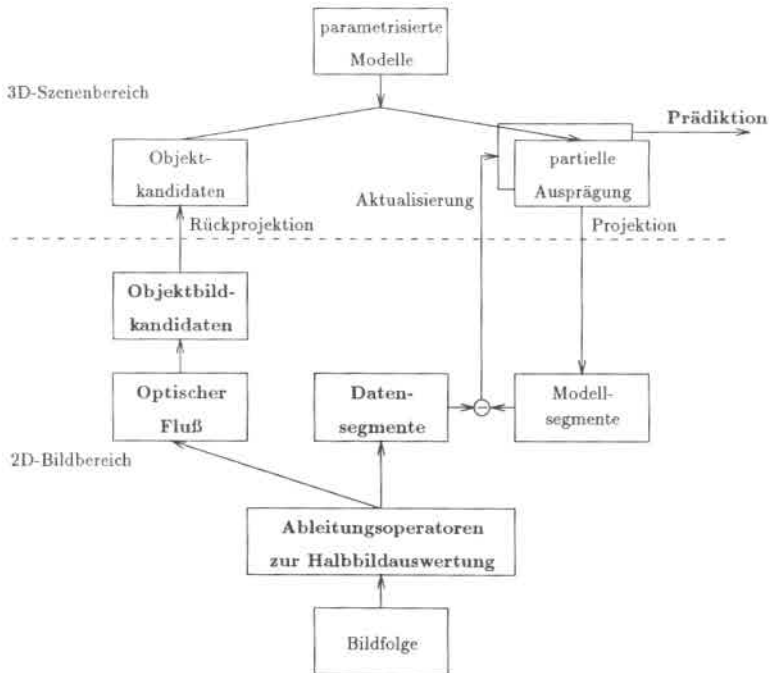 parametrisierte
Modelle
3D-Szenenbereich
Prädiktion
Objekt-
kandidaten
partielle
Ausprägung
Aktualisierung
Rückprojektion
Projektion
Objektbild-
kandidaten
Optischer
Fluß
Daten-
segmente
Modell-
segmente
2D-Bildbereich
Ableitungsoperatoren
zur Halbbildauswertung
Bildfolge